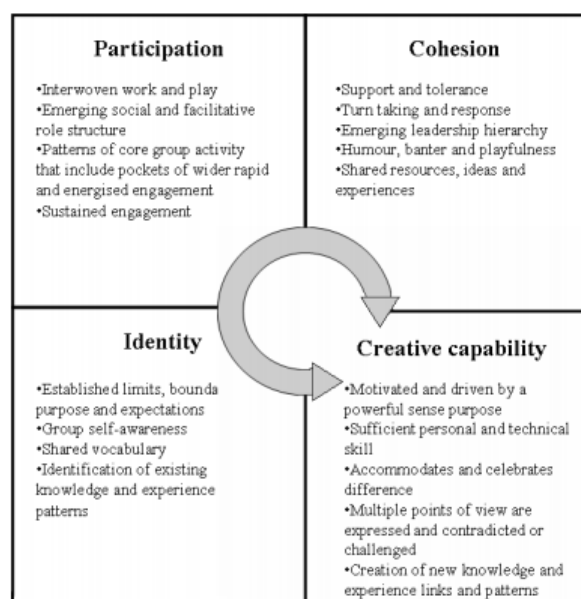 Participation
•Interwoven work and play
•Emerging social and facilitative
role structure
•Patterns of core group activity
that include pockets of wider rapid
and energised engagement
•Sustained engagement
Cohesion
•Support and tolerance
•Turn taking and response
•Emerging leadership hierarchy
•Humour, banter and playfulness
•Shared resources, ideas and
experiences
Identity
•Established limits, bounda
purpose and expectations
•Group self-awareness
•Shared vocabulary
•Identification of existing
knowledge and experience
patterns
Creative capability
•Motivated and driven by a
powerful sense purpose
•Sufficient personal and technical
skill
•Accommodates and celebrates
difference
•Multiple points of view are
expressed and contradicted or
challenged
•Creation of new knowledge and
experience links and patterns